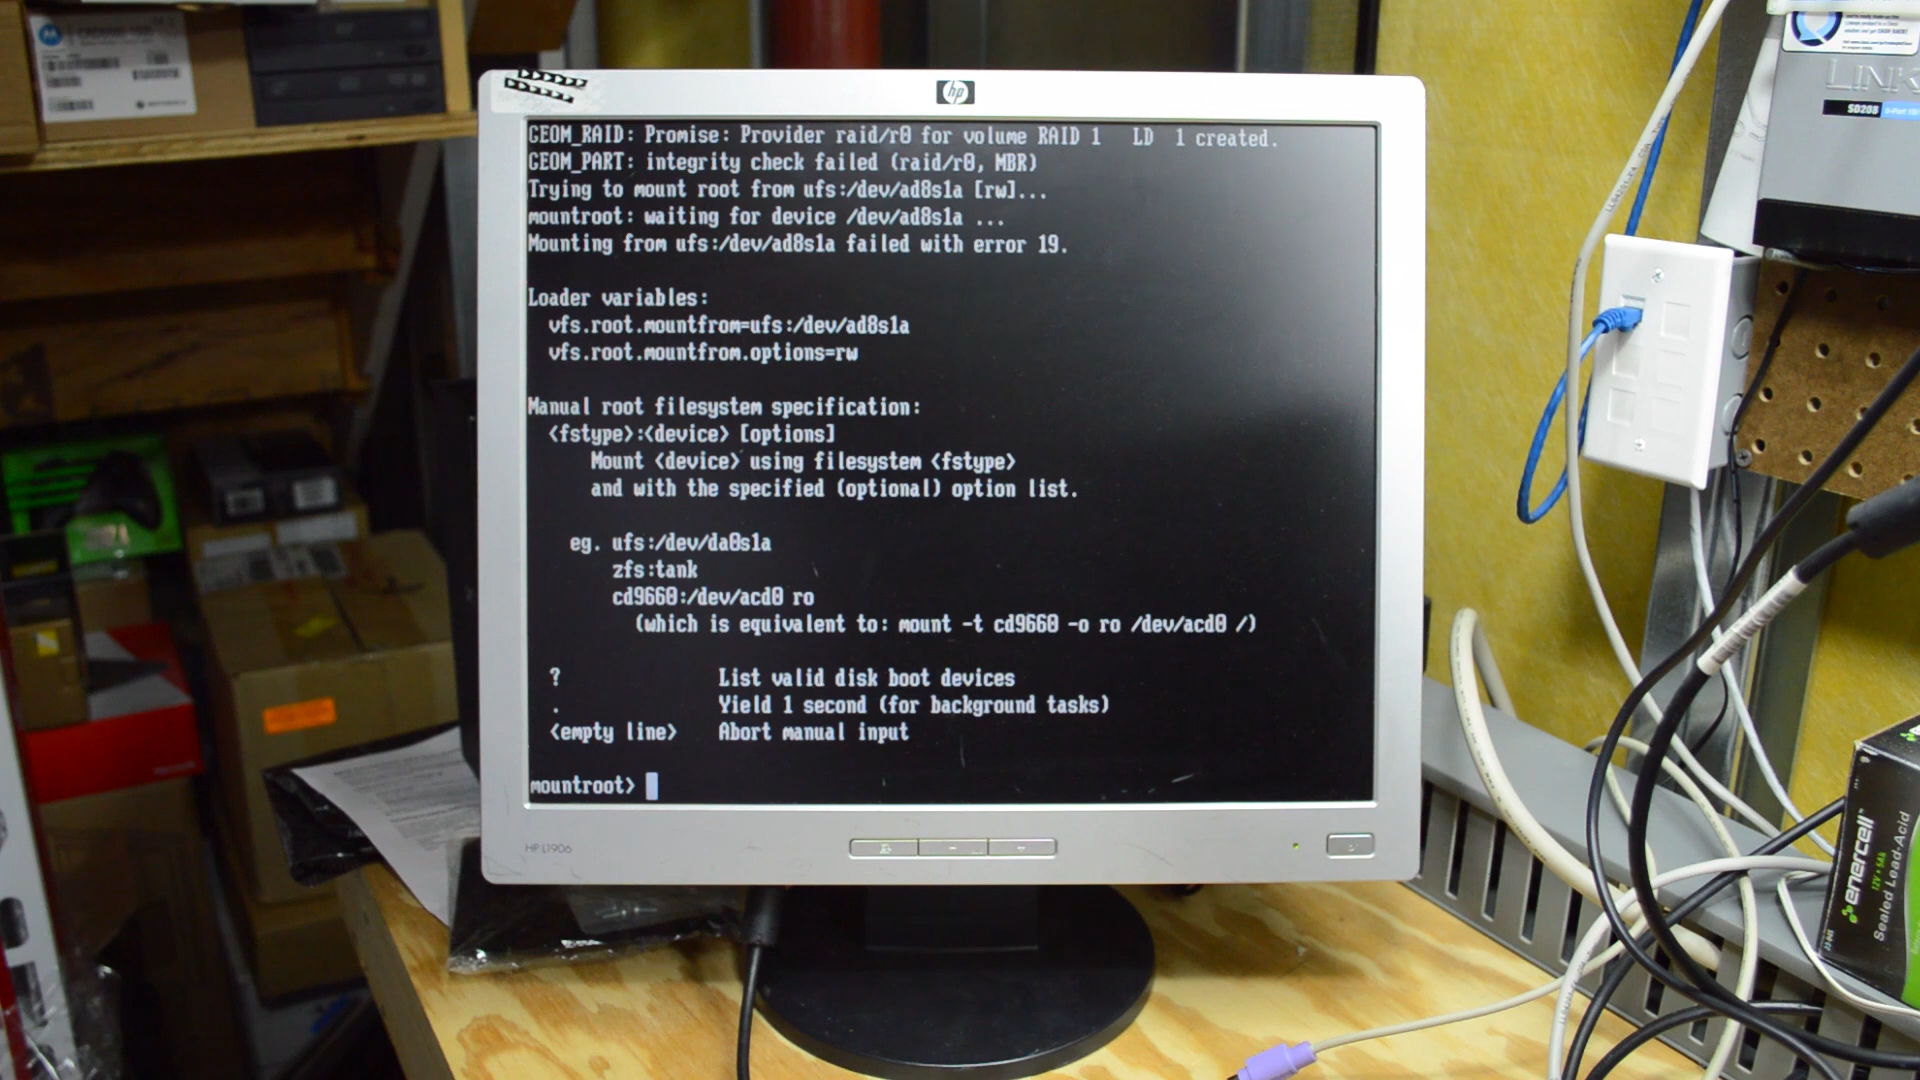 hp
GEOM_RAID: Promise: Provider raid/r0 for volume RAID 1   LD  1 created.
GEOM_PART: integrity check failed (raid/r0, MBR)
Trying to mount root from ufs:/dev/ad8s1a [rw]...
mountroot: waiting for device /dev/ad8s1a ...
Mounting from ufs:/dev/ad8s1a failed with error 19.
Loader variables:
vfs.root.mountfrom=ufs:/dev/ad8s1a
vfs.root.mountfrom.options=rw
Manual root filesystem specification:
<fstype>:<device> [options]
Mount <device> using filesystem <fstype>
and with the specified (optional) option list.
eg. ufs:/dev/da0s1a
zfs:tank
cd9660:/dev/acd0 ro
(which is equivalent to: mount -t cd9660 -o ro /dev/acd0 /)
?               List valid disk boot devices
.               Yield 1 second (for background tasks)
<empty line>    Abort manual input
mountroot>
HP L1906
LINK
SD208
enercell
12V
Sealed Lead-Acid